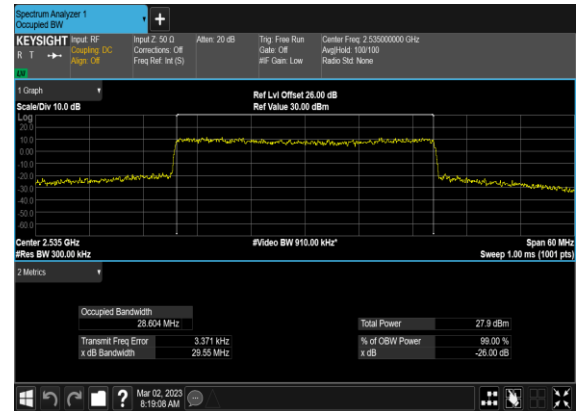 Spectrum Analyzer 1
Occupied BW
+
KEYSIGHT
R T
LW
Input: RF
Coupling: DC
Align: Off
Input Z: 50 Ω
Corrections: Off
Freq Ref: Int (S)
Atten: 20 dB
Trig: Free Run
Gate: Off
#IF Gain: Low
Center Freq: 2.535000000 GHz
Avg|Hold: 100/100
Radio Std: None
1 Graph
Scale/Div 10.0 dB
Ref Lvl Offset 26.00 dB
Ref Value 30.00 dBm
Log
20.0
10.0
0.00
-10.0
-20.0
-30.0
-40.0
-50.0
-60.0
Center 2.535 GHz
#Res BW 300.00 kHz
#Video BW 910.00 kHz*
Span 60 MHz
Sweep 1.00 ms (1001 pts)
2 Metrics
Occupied Bandwidth
28.604 MHz
Transmit Freq Error 3.371 kHz
x dB Bandwidth 29.55 MHz
Total Power 27.9 dBm
% of OBW Power 99.00 %
x dB -26.00 dB
?
Mar 02, 2023
8:19:08 AM